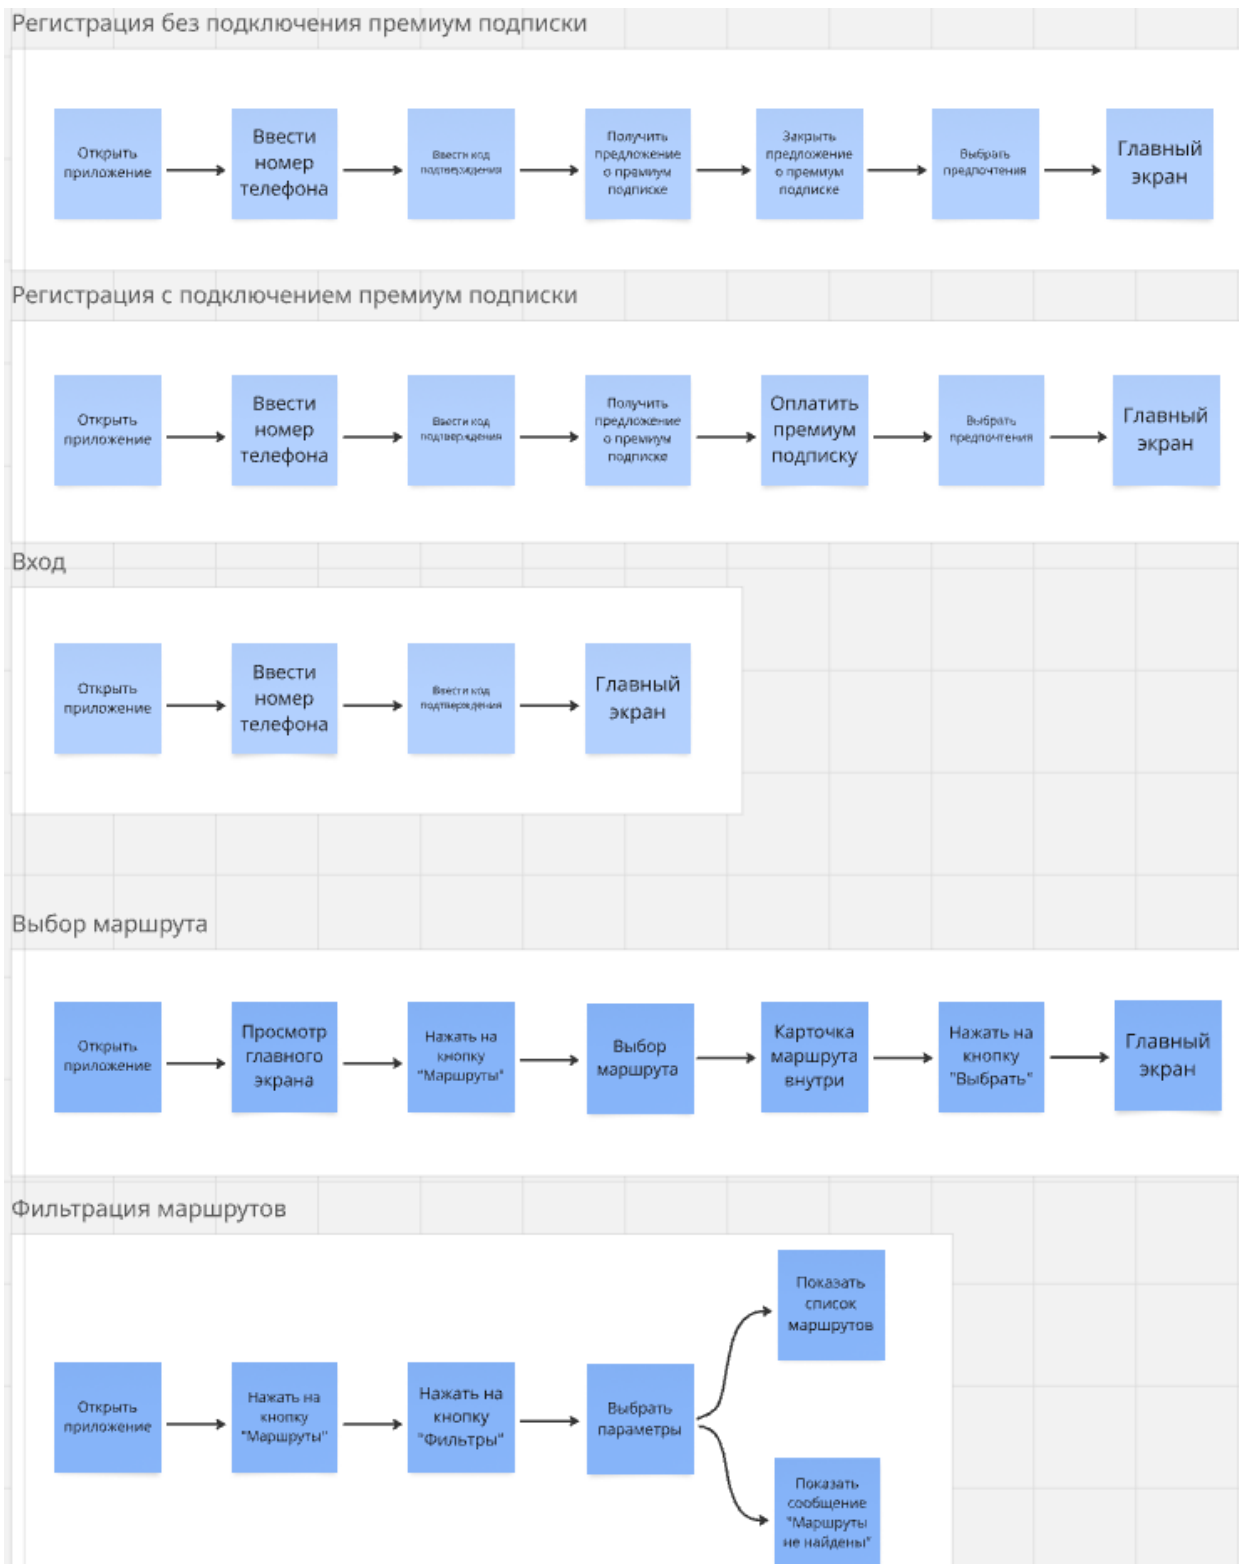 Регистрация без подключения премиум подписки
Открыть
приложение
Ввести
номер
телефона
Ввести код
подтверждения
Получить
предложение
о премиум
подписке
Закрыть
предложение
о премиум
подписке
Выбрать
предпочтения
Главный
экран
Регистрация с подключением премиум подписки
Открыть
приложение
Ввести
номер
телефона
Ввести код
подтверждения
Получить
предложение
о премиум
подписке
Оплатить
премиум
подписку
Выбрать
предпочтения
Главный
экран
Вход
Открыть
приложение
Ввести
номер
телефона
Ввести код
подтверждения
Главный
экран
Выбор маршрута
Открыть
приложение
Просмотр
главного
экрана
Нажать на
кнопку
"Маршруты"
Выбор
маршрута
Карточка
маршрута
внутри
Нажать на
кнопку
"Выбрать"
Главный
экран
Фильтрация маршрутов
Открыть
приложение
Нажать на
кнопку
"Маршруты"
Нажать на
кнопку
"Фильтры"
Выбрать
параметры
Показать
список
маршрутов
Показать
сообщение
"Маршруты
не найдены"